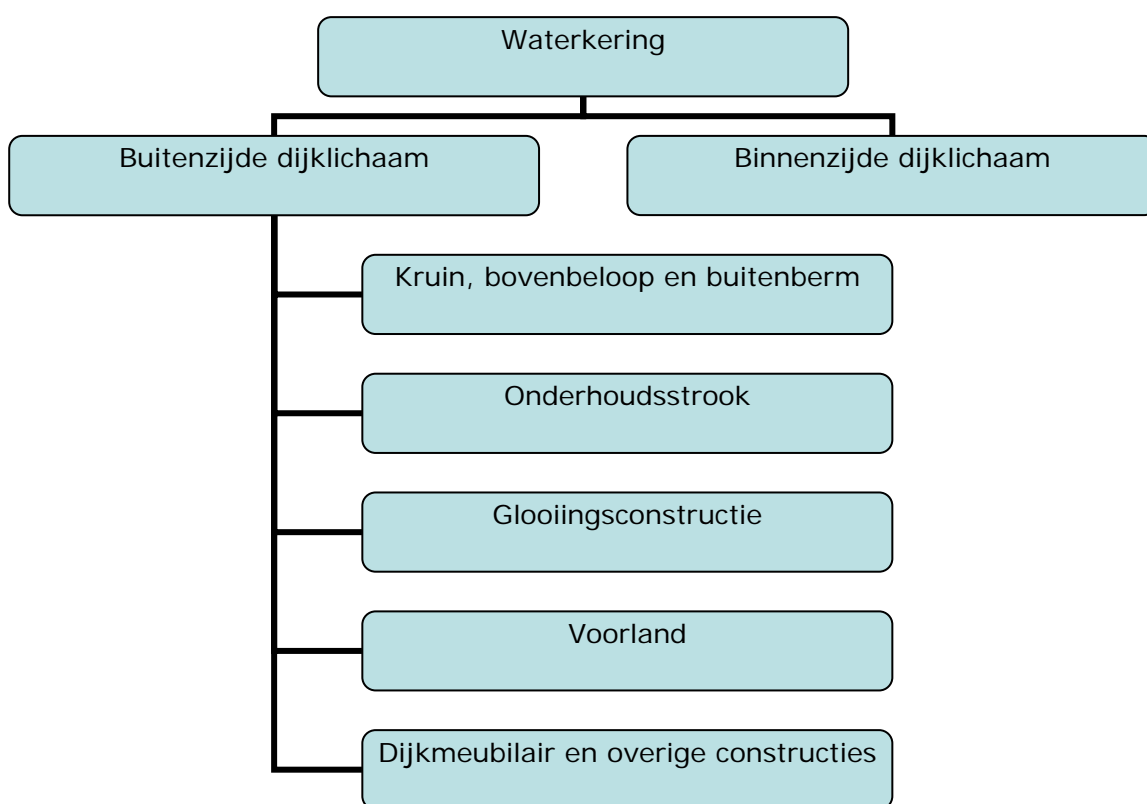 Waterkering
Buitenzijde dijklichaam
Binnenzijde dijklichaam
Kruin, bovenbeloop en buitenberm
Onderhoudsstrook
Glooiingsconstructie
Voorland
Dijkmeubilair en overige constructies